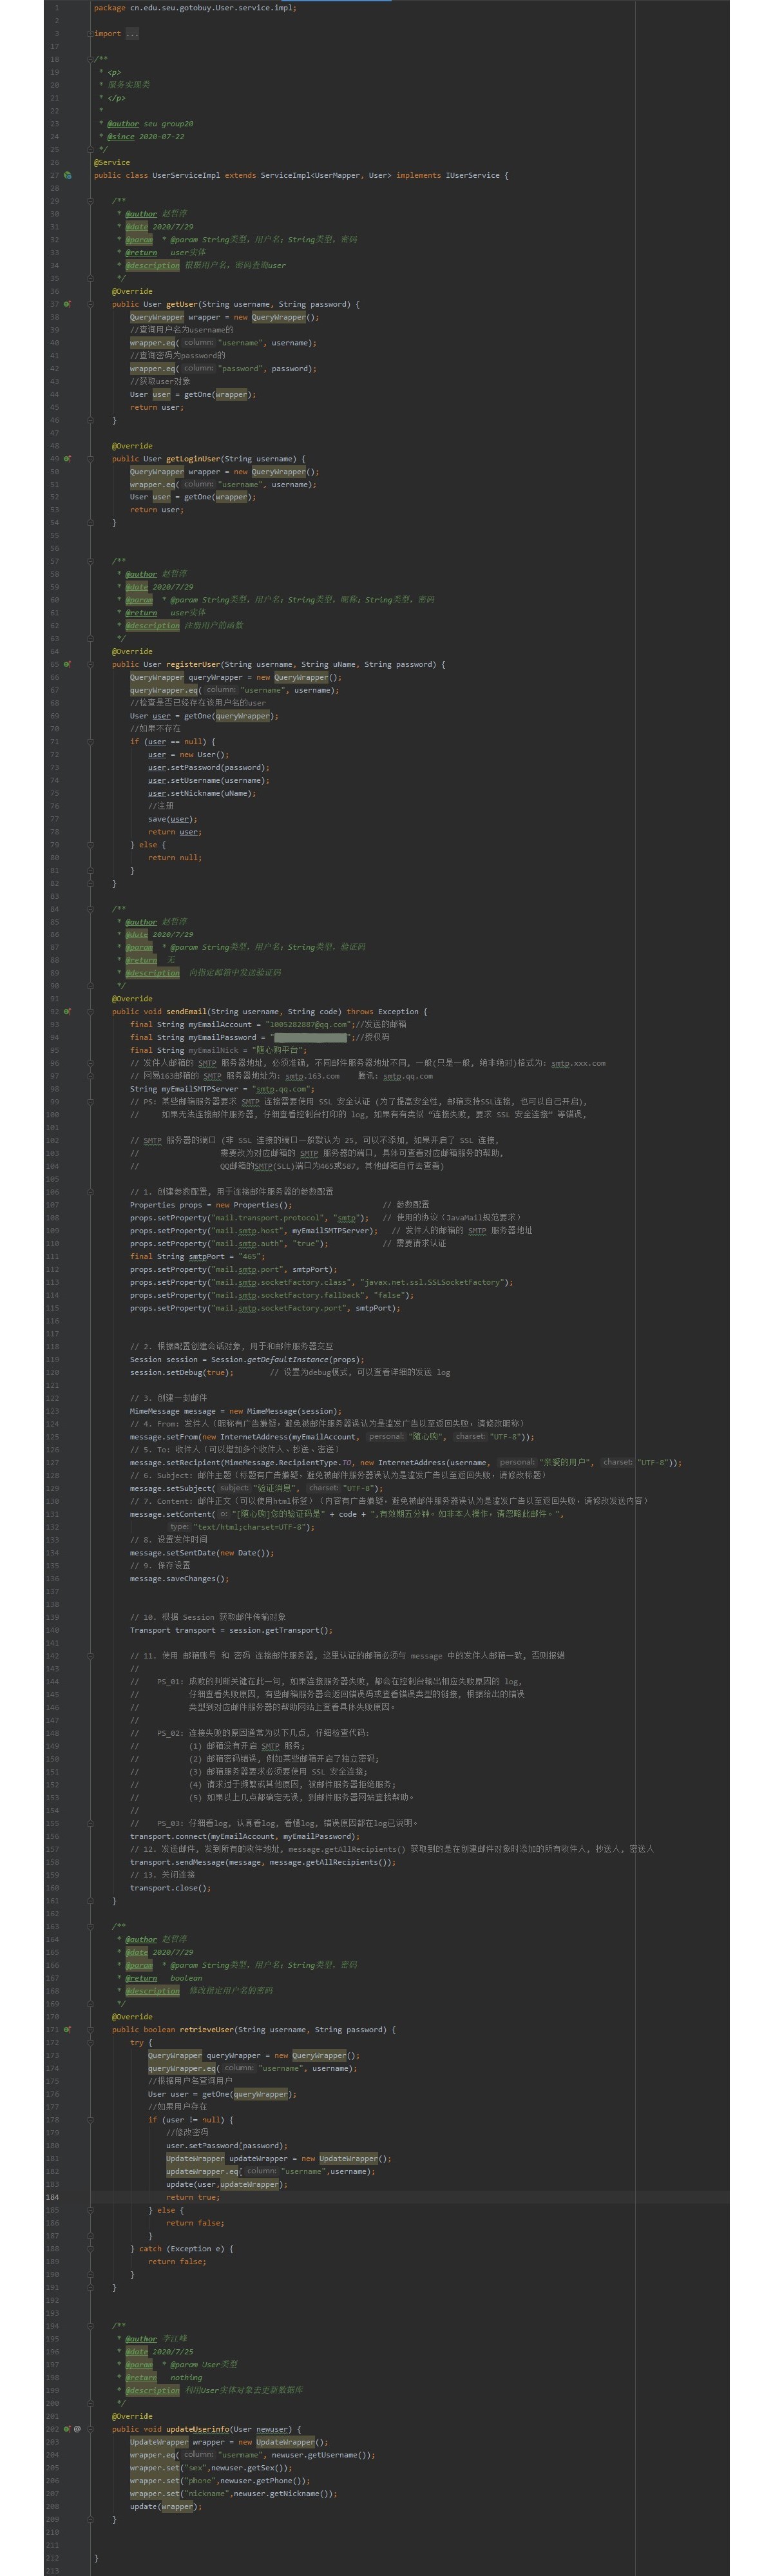 1 package cn.edu.seu.gotobuy.User.service.impl;
2
3 import ...
17
18 /**
19 * <p>
20 * 服务实现类
21 * </p>
22 *
23 * @author seu group20
24 * @since 2020-07-22
25 */
26 @Service
27 public class UserServiceImpl extends ServiceImpl<UserMapper, User> implements IUserService {
28
29 /**
30 * @author 赵哲淳
31 * @date 2020/7/29
32 * @param * @param String类型，用户名；String类型，密码
33 * @return user实体
34 * @description 根据用户名、密码查询user
35 */
36 @Override
37 public User getUser(String username, String password) {
38 QueryWrapper wrapper = new QueryWrapper();
39 //查询用户名为username的
40 wrapper.eq( column: "username", username);
41 //查询密码为password的
42 wrapper.eq( column: "password", password);
43 //获取user对象
44 User user = getOne(wrapper);
45 return user;
46 }
47
48 @Override
49 public User getLoginUser(String username) {
50 QueryWrapper wrapper = new QueryWrapper();
51 wrapper.eq( column: "username", username);
52 User user = getOne(wrapper);
53 return user;
54 }
55
56
57 /**
58 * @author 赵哲淳
59 * @date 2020/7/29
60 * @param * @param String类型，用户名；String类型，昵称；String类型，密码
61 * @return user实体
62 * @description 注册用户的函数
63 */
64 @Override
65 public User registerUser(String username, String uName, String password) {
66 QueryWrapper queryWrapper = new QueryWrapper();
67 queryWrapper.eq( column: "username", username);
68 //检查是否已经存在该用户名的user
69 User user = getOne(queryWrapper);
70 //如果不存在
71 if (user == null) {
72 user = new User();
73 user.setPassword(password);
74 user.setUsername(username);
75 user.setNickname(uName);
76 //注册
77 save(user);
78 return user;
79 } else {
80 return null;
81 }
82 }
83
84 /**
85 * @author 赵哲淳
86 * @date 2020/7/29
87 * @param * @param String类型，用户名；String类型，验证码
88 * @return 无
89 * @description 向指定邮箱中发送验证码
90 */
91 @Override
92 public void sendEmail(String username, String code) throws Exception {
93 final String myEmailAccount = "1005282887@qq.com";//发送的邮箱
94 final String myEmailPassword = " ";//授权码
95 final String myEmailNick = "随心购平台";
96 // 发件人邮箱的 SMTP 服务器地址, 必须准确, 不同邮件服务器地址不同, 一般(只是一般, 绝非绝对)格式为: smtp.xxx.com
97 // 网易163邮箱的 SMTP 服务器地址为: smtp.163.com 腾讯: smtp.qq.com
98 String myEmailSMTPServer = "smtp.qq.com";
99 // PS: 某些邮箱服务器要求 SMTP 连接需要使用 SSL 安全认证 (为了提高安全性, 邮箱支持SSL连接, 也可以自己开启),
100 // 如果无法连接邮件服务器, 仔细查看控制台打印的 log, 如果有有类似 “连接失败, 要求 SSL 安全连接” 等错误,
101
102 // SMTP 服务器的端口 (非 SSL 连接的端口一般默认为 25, 可以不添加, 如果开启了 SSL 连接,
103 // 需要改为对应邮箱的 SMTP 服务器的端口, 具体可查看对应邮箱服务的帮助,
104 // QQ邮箱的SMTP(SLL)端口为465或587, 其他邮箱自行去查看)
105
106 // 1. 创建参数配置, 用于连接邮件服务器的参数配置
107 Properties props = new Properties(); // 参数配置
108 props.setProperty("mail.transport.protocol", "smtp"); // 使用的协议（JavaMail规范要求）
109 props.setProperty("mail.smtp.host", myEmailSMTPServer); // 发件人的邮箱的 SMTP 服务器地址
110 props.setProperty("mail.smtp.auth", "true"); // 需要请求认证
111 final String smtpPort = "465";
112 props.setProperty("mail.smtp.port", smtpPort);
113 props.setProperty("mail.smtp.socketFactory.class", "javax.net.ssl.SSLSocketFactory");
114 props.setProperty("mail.smtp.socketFactory.fallback", "false");
115 props.setProperty("mail.smtp.socketFactory.port", smtpPort);
116
117
118 // 2. 根据配置创建会话对象, 用于和邮件服务器交互
119 Session session = Session.getDefaultInstance(props);
120 session.setDebug(true); // 设置为debug模式, 可以查看详细的发送 log
121
122 // 3. 创建一封邮件
123 MimeMessage message = new MimeMessage(session);
124 // 4. From: 发件人（昵称有广告嫌疑，避免被邮件服务器误认为是滥发广告以至返回失败，请修改昵称）
125 message.setFrom(new InternetAddress(myEmailAccount, personal: "随心购", charset: "UTF-8"));
126 // 5. To: 收件人（可以增加多个收件人、抄送、密送）
127 message.setRecipient(MimeMessage.RecipientType.TO, new InternetAddress(username, personal: "亲爱的用户", charset: "UTF-8"));
128 // 6. Subject: 邮件主题（标题有广告嫌疑，避免被邮件服务器误认为是滥发广告以至返回失败，请修改标题）
129 message.setSubject( subject: "验证消息", charset: "UTF-8");
130 // 7. Content: 邮件正文（可以使用html标签）（内容有广告嫌疑，避免被邮件服务器误认为是滥发广告以至返回失败，请修改发送内容）
131 message.setContent( o: "[随心购]您的验证码是" + code + ",有效期五分钟。如非本人操作，请忽略此邮件。",
132 type: "text/html;charset=UTF-8");
133 // 8. 设置发件时间
134 message.setSentDate(new Date());
135 // 9. 保存设置
136 message.saveChanges();
137
138
139 // 10. 根据 Session 获取邮件传输对象
140 Transport transport = session.getTransport();
141
142 // 11. 使用 邮箱账号 和 密码 连接邮件服务器, 这里认证的邮箱必须与 message 中的发件人邮箱一致, 否则报错
143 //
144 // PS_01: 成败的判断关键在此一句, 如果连接服务器失败, 都会在控制台输出相应失败原因的 log,
145 // 仔细查看失败原因, 有些邮箱服务器会返回错误码或查看错误类型的链接, 根据给出的错误
146 // 类型到对应邮件服务器的帮助网站上查看具体失败原因。
147 //
148 // PS_02: 连接失败的原因通常为以下几点, 仔细检查代码:
149 // (1) 邮箱没有开启 SMTP 服务;
150 // (2) 邮箱密码错误, 例如某些邮箱开启了独立密码;
151 // (3) 邮箱服务器要求必须要使用 SSL 安全连接;
152 // (4) 请求过于频繁或其他原因, 被邮件服务器拒绝服务;
153 // (5) 如果以上几点都确定无误, 到邮件服务器网站查找帮助。
154 //
155 // PS_03: 仔细看log, 认真看log, 看懂log, 错误原因都在log已说明。
156 transport.connect(myEmailAccount, myEmailPassword);
157 // 12. 发送邮件, 发到所有的收件地址, message.getAllRecipients() 获取到的是在创建邮件对象时添加的所有收件人, 抄送人, 密送人
158 transport.sendMessage(message, message.getAllRecipients());
159 // 13. 关闭连接
160 transport.close();
161 }
162
163 /**
164 * @author 赵哲淳
165 * @date 2020/7/29
166 * @param * @param String类型，用户名；String类型，密码
167 * @return boolean
168 * @description 修改指定用户名的密码
169 */
170 @Override
171 public boolean retrieveUser(String username, String password) {
172 try {
173 QueryWrapper queryWrapper = new QueryWrapper();
174 queryWrapper.eq( column: "username", username);
175 //根据用户名查询用户
176 User user = getOne(queryWrapper);
177 //如果用户存在
178 if (user != null) {
179 //修改密码
180 user.setPassword(password);
181 UpdateWrapper updateWrapper = new UpdateWrapper();
182 updateWrapper.eq( column: "username",username);
183 update(user,updateWrapper);
184 return true;
185 } else {
186 return false;
187 }
188 } catch (Exception e) {
189 return false;
190 }
191 }
192
193
194 /**
195 * @author 李江峰
196 * @date 2020/7/25
197 * @param * @param User类型
198 * @return nothing
199 * @description 利用User实体对象去更新数据库
200 */
201 @Override
202 @ public void updateUserinfo(User newuser) {
203 UpdateWrapper wrapper = new UpdateWrapper();
204 wrapper.eq( column: "username", newuser.getUsername());
205 wrapper.set("sex",newuser.getSex());
206 wrapper.set("phone",newuser.getPhone());
207 wrapper.set("nickname",newuser.getNickname());
208 update(wrapper);
209 }
210
211
212 }
213